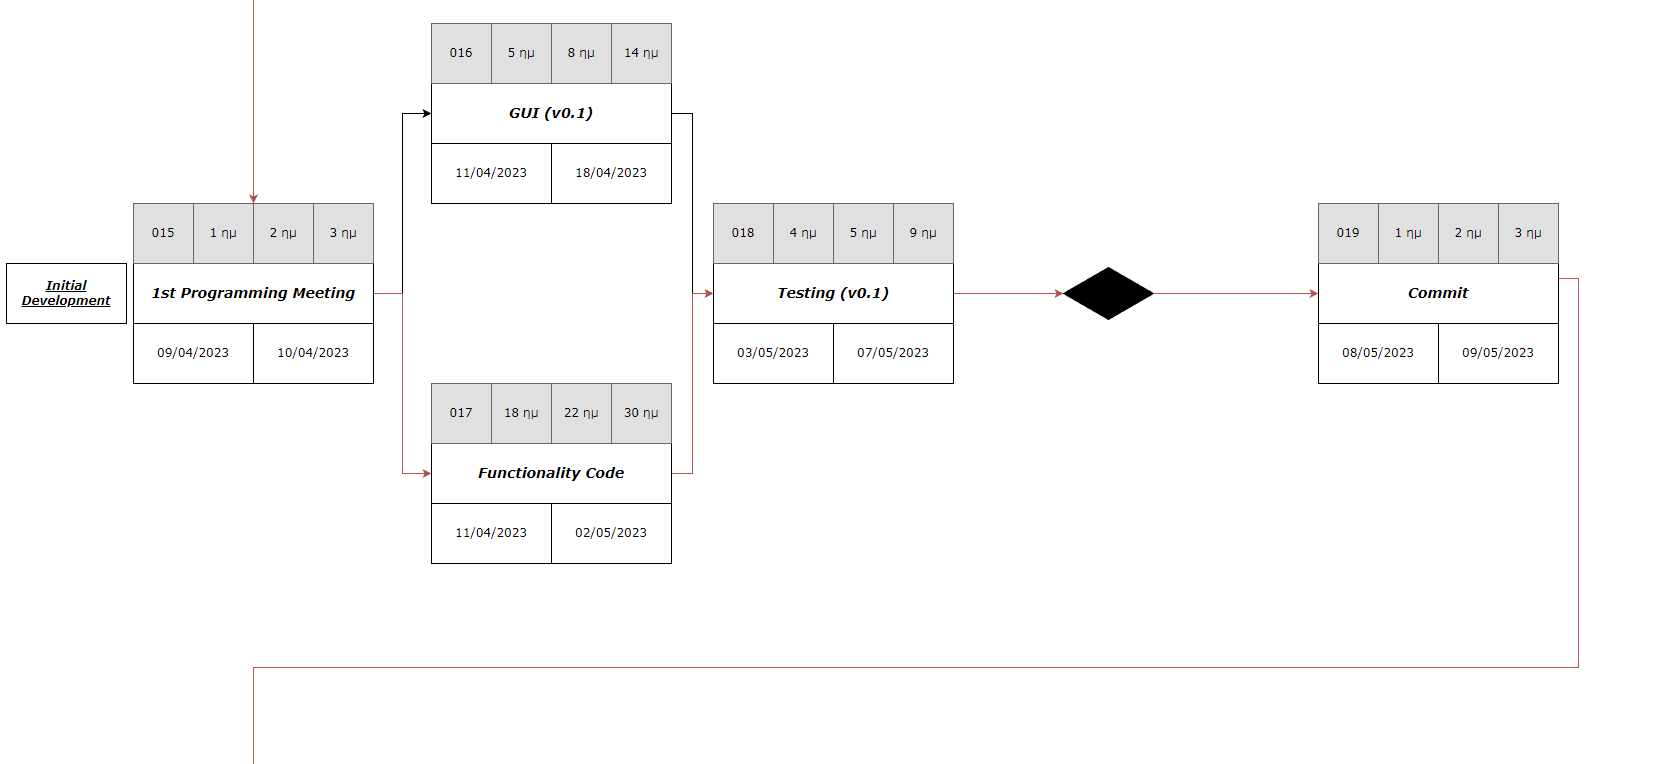 016 5 ημ 8 ημ 14 ημ
GUI (v0.1)
11/04/2023 18/04/2023
Initial
Development
015 1 ημ 2 ημ 3 ημ
1st Programming Meeting
09/04/2023 10/04/2023
018 4 ημ 5 ημ 9 ημ
Testing (v0.1)
03/05/2023 07/05/2023
019 1 ημ 2 ημ 3 ημ
Commit
08/05/2023 09/05/2023
017 18 ημ 22 ημ 30 ημ
Functionality Code
11/04/2023 02/05/2023